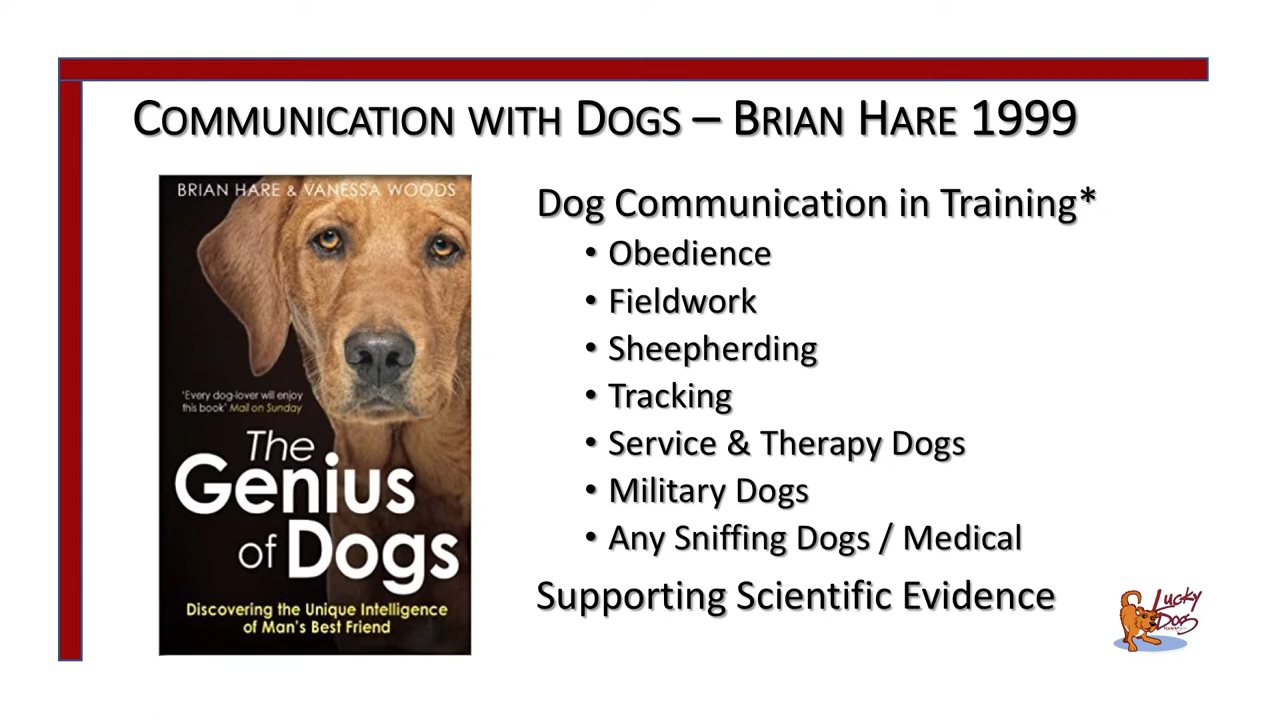 COMMUNICATION WITH DOGS – BRIAN HARE 1999
BRIAN HARE & VANESSA WOODS
'Every dog-lover will enjoy
this book' Mail on Sunday
The
Genius
of Dogs
Discovering the Unique Intelligence
of Man's Best Friend
Dog Communication in Training*
• Obedience
• Fieldwork
• Sheepherding
• Tracking
• Service & Therapy Dogs
• Military Dogs
• Any Sniffing Dogs / Medical
Supporting Scientific Evidence
Lucky
Dogs